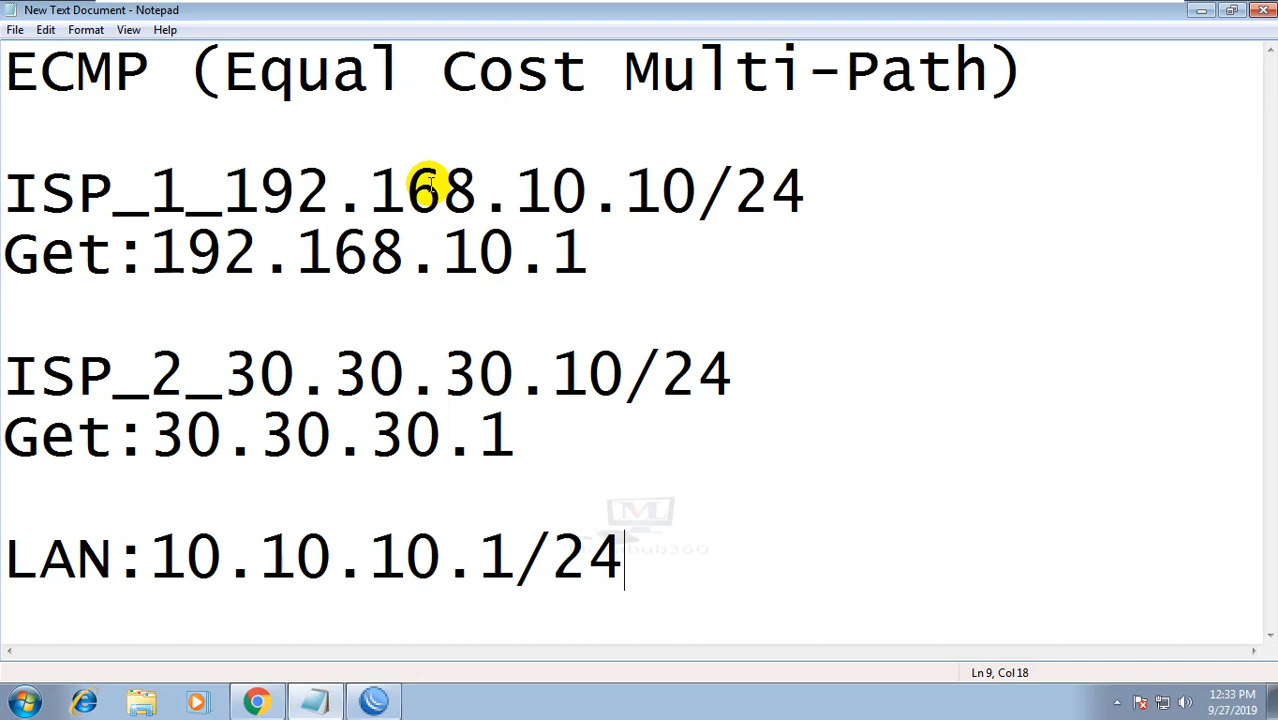 New Text Document - Notepad
File Edit Format View Help
ECMP (Equal Cost Multi-Path)
ISP_1_192.168.10.10/24
Get:192.168.10.1
ISP_2_30.30.30.10/24
Get:30.30.30.1
LAN:10.10.10.1/24
Ln 9, Col 18
12:33 PM
9/27/2019